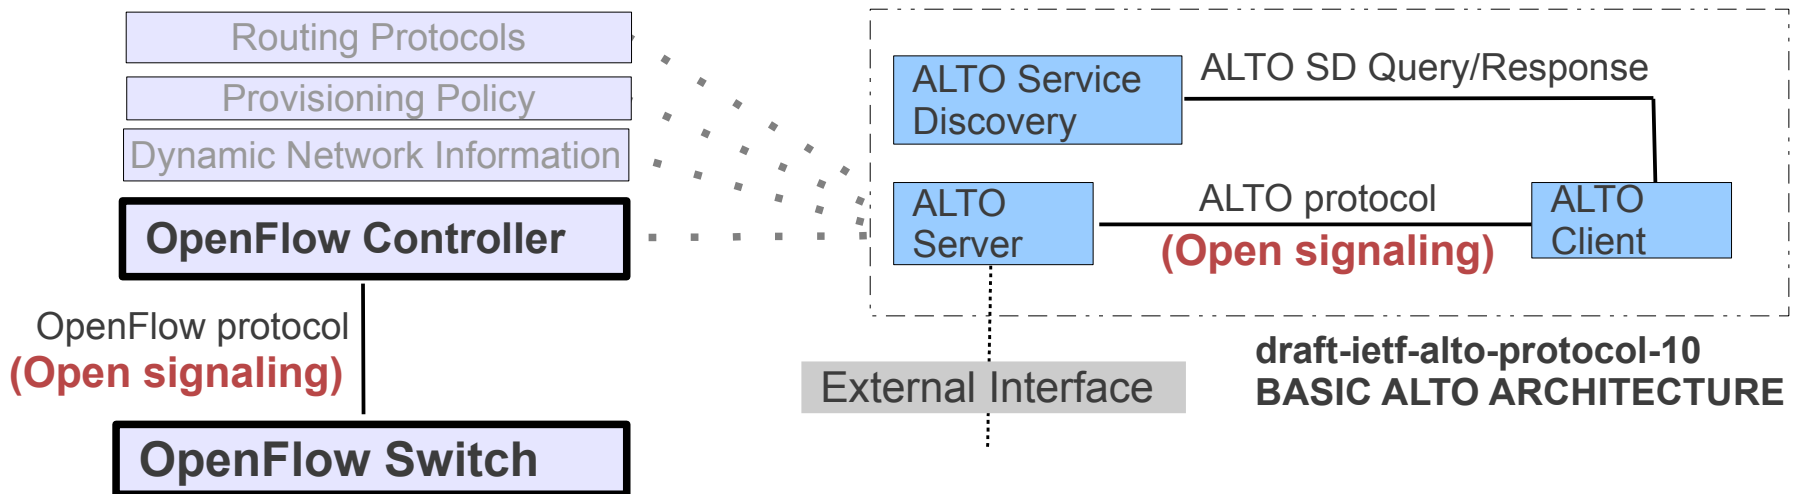 Routing Protocols
Provisioning Policy
Dynamic Network Information
OpenFlow Controller
OpenFlow protocol
(Open signaling)
OpenFlow Switch
ALTO Service
Discovery
ALTO SD Query/Response
ALTO
Server
ALTO protocol
(Open signaling)
ALTO
Client
External Interface
draft-ietf-alto-protocol-10
BASIC ALTO ARCHITECTURE